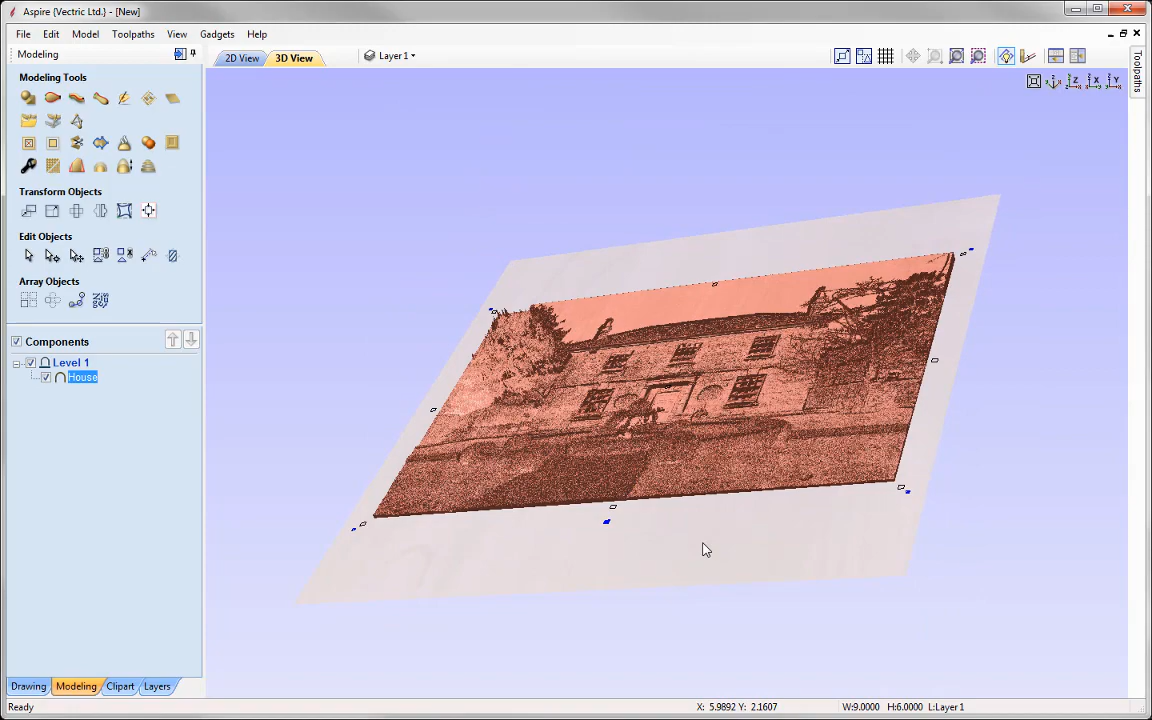 Aspire {Vectric Ltd.} - [New]
File Edit Model Toolpaths View Gadgets Help
Modeling
2D View 3D View Layer 1
Toolpaths
Modeling Tools
Z X Y
Transform Objects
Edit Objects
Array Objects
Components
Level 1
House
Drawing Modeling Clipart Layers
Ready X: 5.9892 Y: 2.1607 W:9.0000 H:6.0000 L:Layer 1